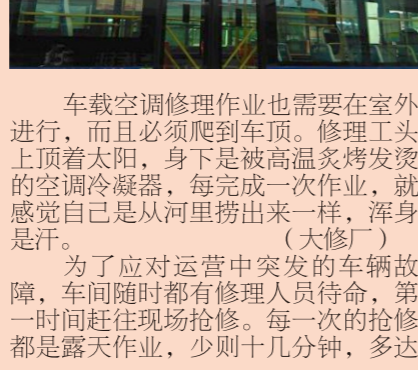 车载空调修理作业也需要在室外
进行，而且必须爬到车顶。修理工头
上顶着太阳，身下是被高温炙烤发烫
的空调冷凝器，每完成一次作业，就
感觉自己是从河里捞出来一样，浑身
是汗。（大修厂）
为了应对运营中突发的车辆故
障，车间随时都有修理人员待命，第
一时间赶往现场抢修。每一次的抢修
都是露天作业，少则十几分钟，多达